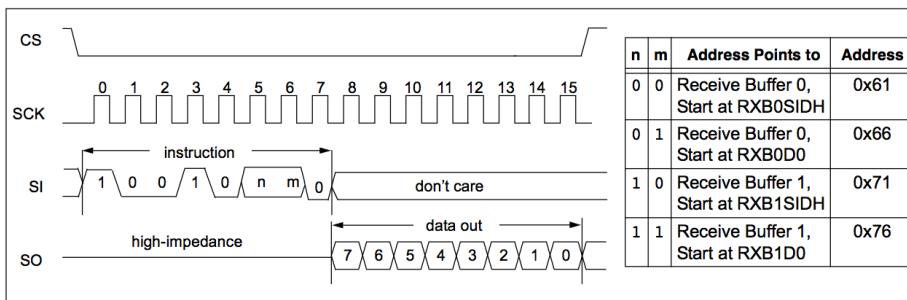 CS
0 1 2 3 4 5 6 7 8 9 10 11 12 13 14 15
SCK
instruction
SI 1 0 0 1 0 n m 0 don't care
data out
high-impedance
SO 7 6 5 4 3 2 1 0
n m Address Points to Address
0 0 Receive Buffer 0, 0x61
Start at RXB0SIDH
0 1 Receive Buffer 0, 0x66
Start at RXB0D0
1 0 Receive Buffer 1, 0x71
Start at RXB1SIDH
1 1 Receive Buffer 1, 0x76
Start at RXB1D0